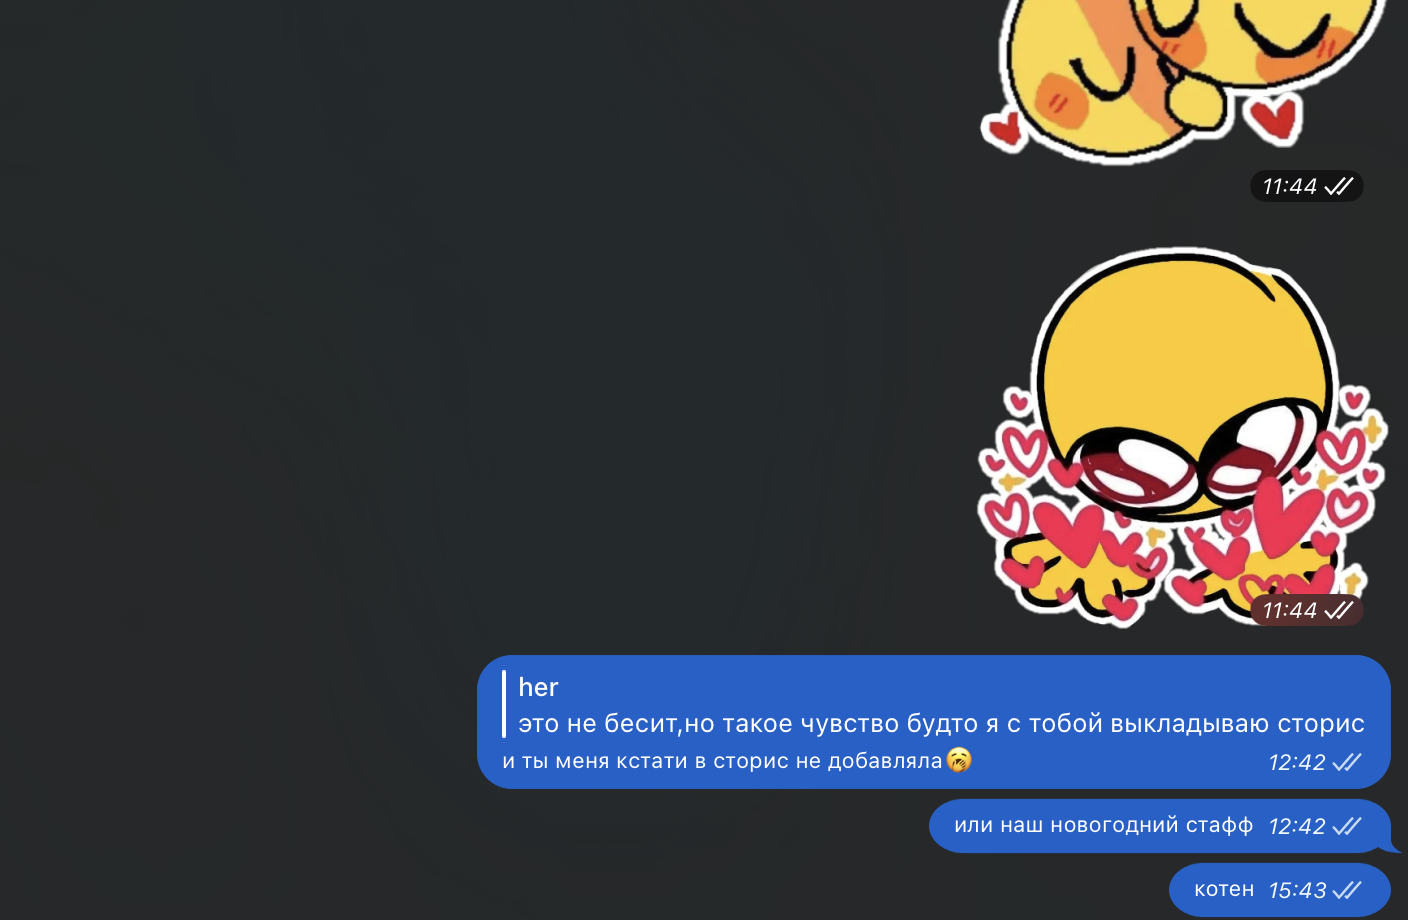 11:44
11:44
her
это не бесит,но такое чувство будто я с тобой выкладываю сторис
и ты меня кстати в сторис не добавляла🥱 12:42
или наш новогодний стафф 12:42
котен 15:43